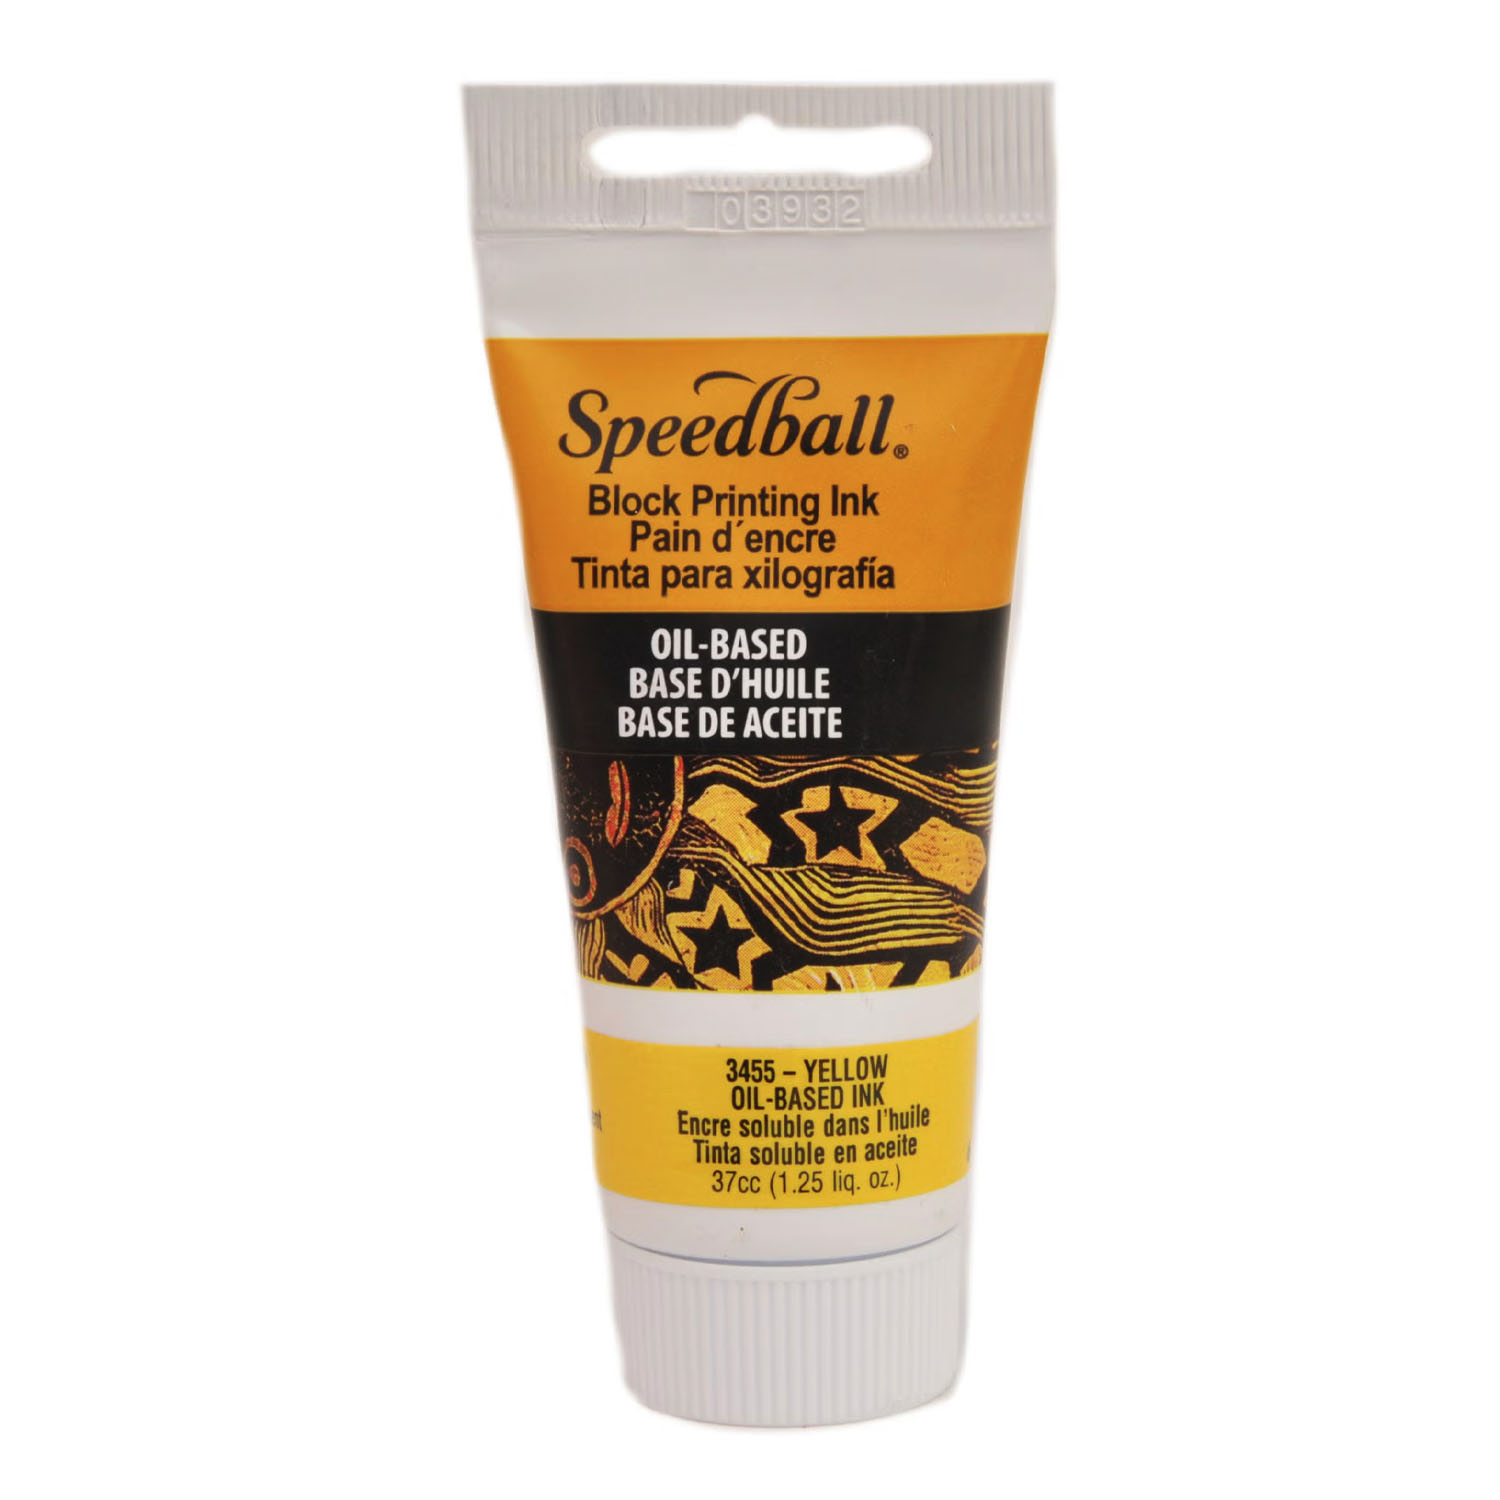 03932
Speedball®
Block Printing Ink
Pain d´encre
Tinta para xilografía
OIL-BASED
BASE D'HUILE
BASE DE ACEITE
3455 – YELLOW
OIL-BASED INK
Encre soluble dans l'huile
Tinta soluble en aceite
37cc (1.25 liq. oz.)